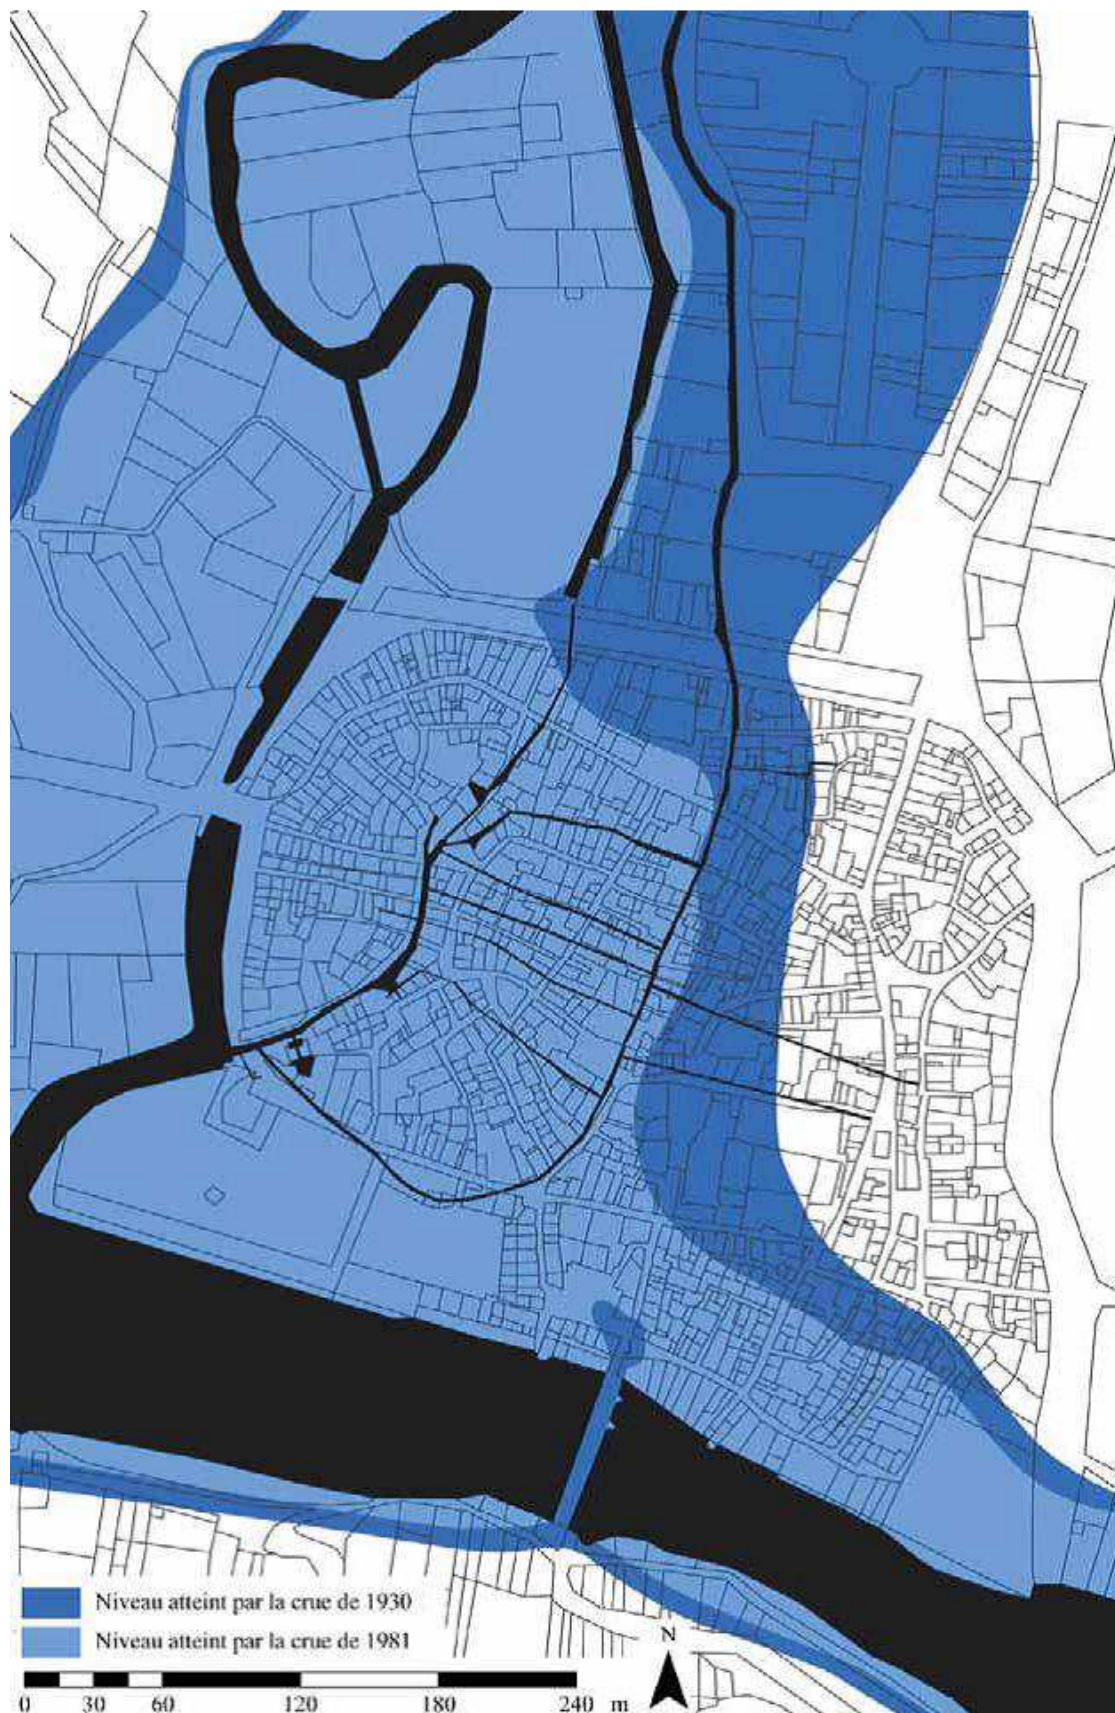 Niveau atteint par la crue de 1930
Niveau atteint par la crue de 1981
N
0 30 60 120 180 240 m